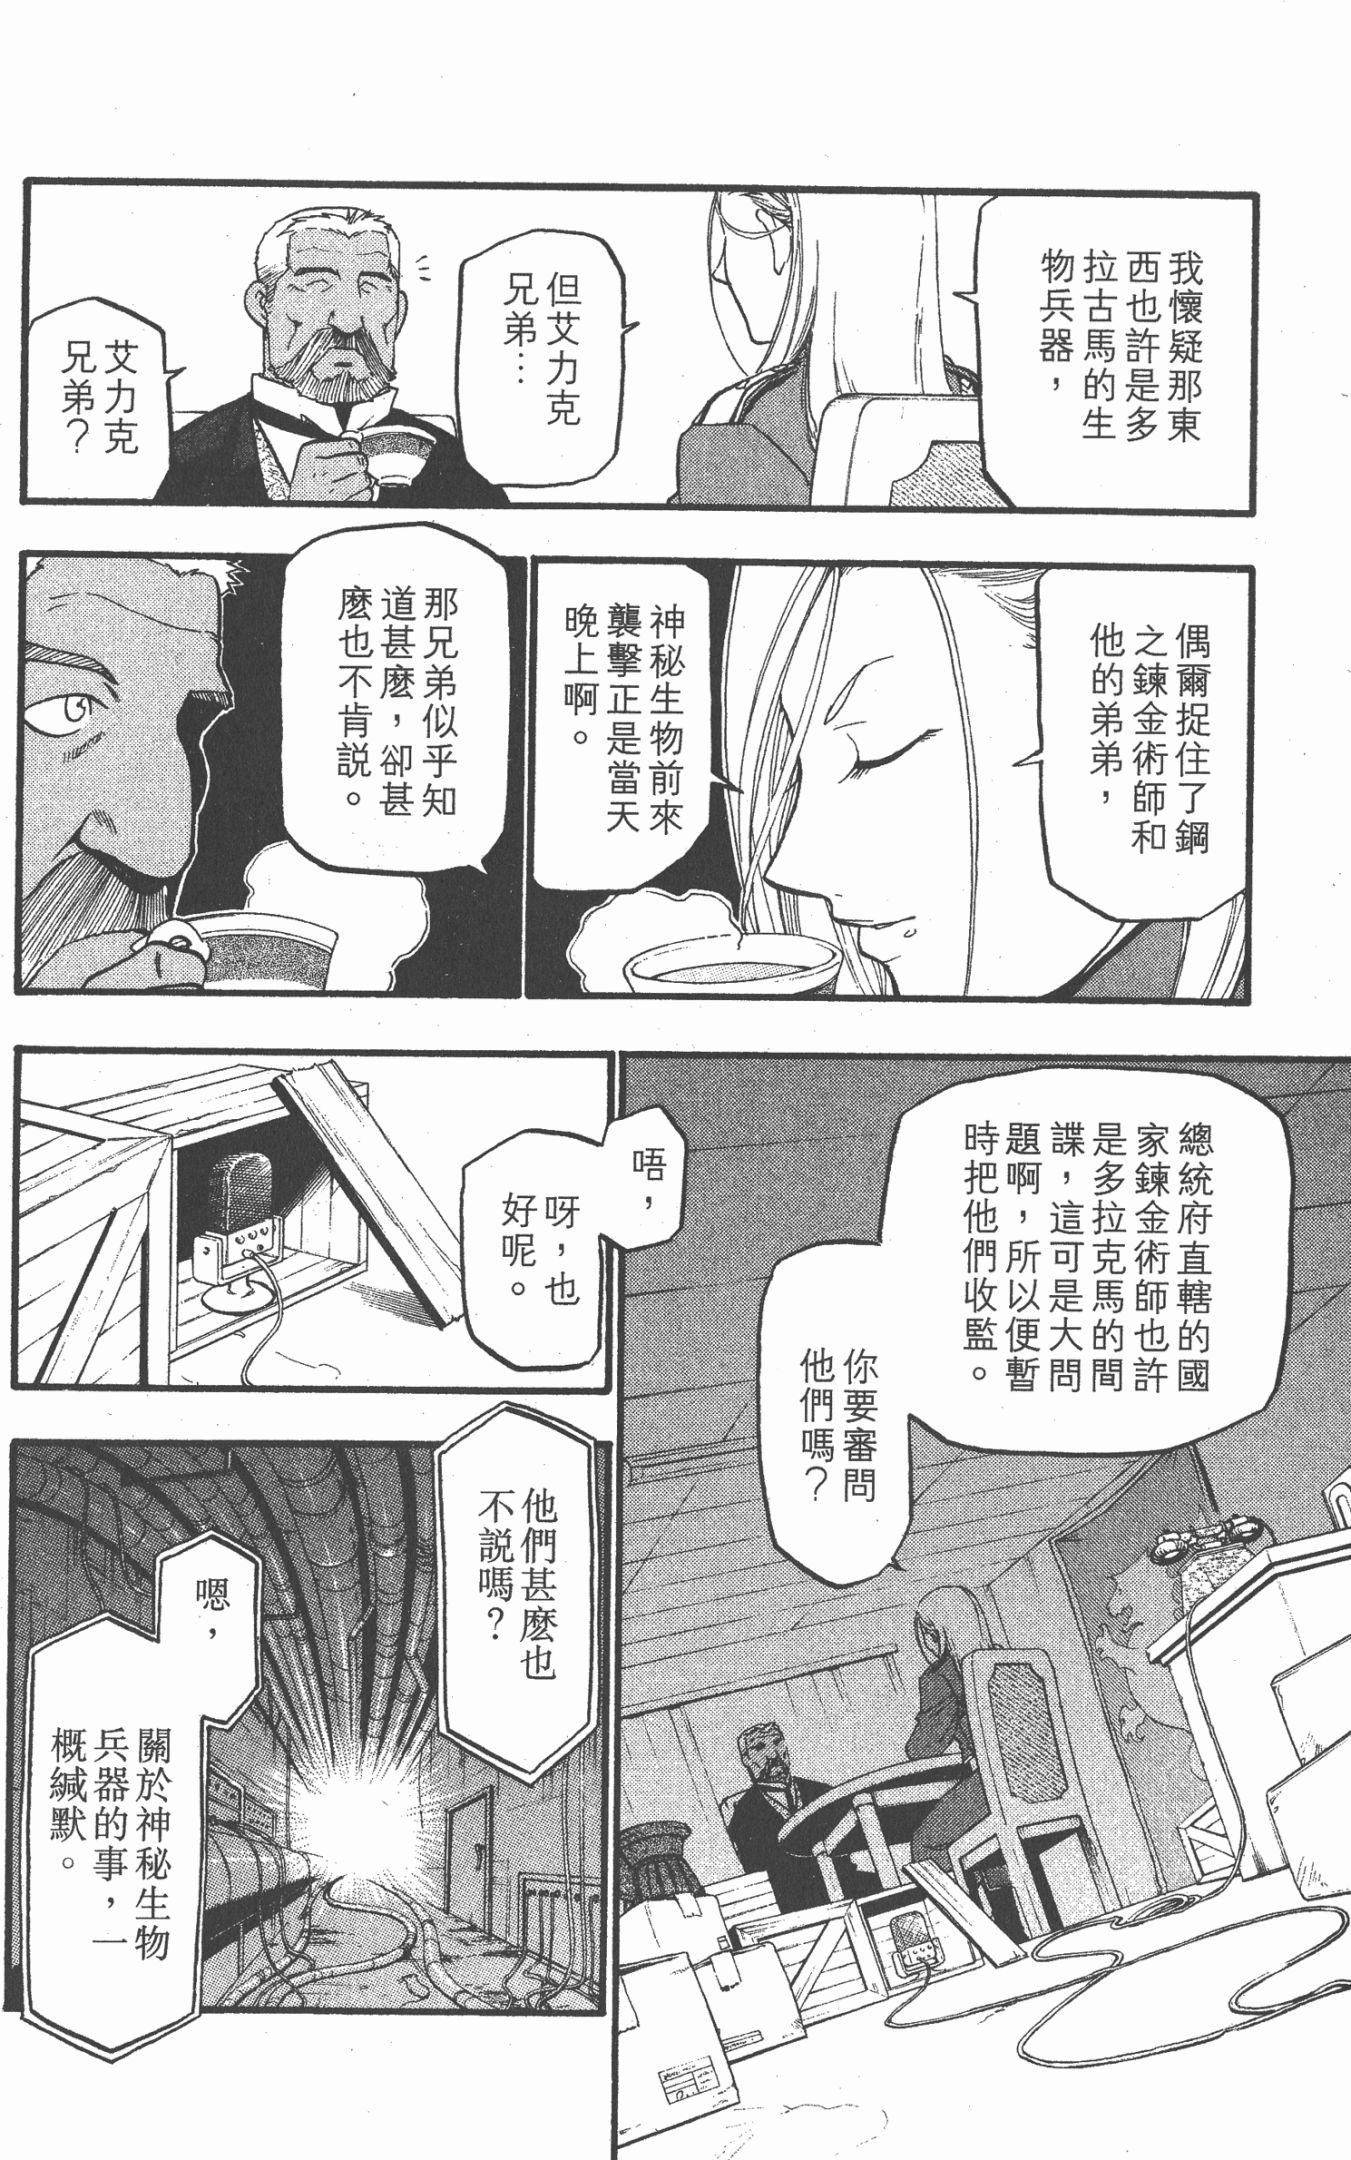 我懷疑那東
西也許是多
拉古馬的生
物兵器，
但艾力克
兄弟…
艾力克
兄弟？
偶爾捉住了鋼
之鍊金術師和
他的弟弟，
神秘生物前來
襲擊正是當天
晚上啊。
那兄弟似乎知
道甚麼，卻甚
麼也不肯説。
總統府直轄的國
家鍊金術師也許
是多拉克馬的間
諜，這可是大問
題啊，所以便暫
時把他們收監。
你要審問
他們嗎？
唔，
呀，也
好呢。
他們甚麼也
不説嗎？
嗯，
關於神秘生物
兵器的事，一
概緘默。